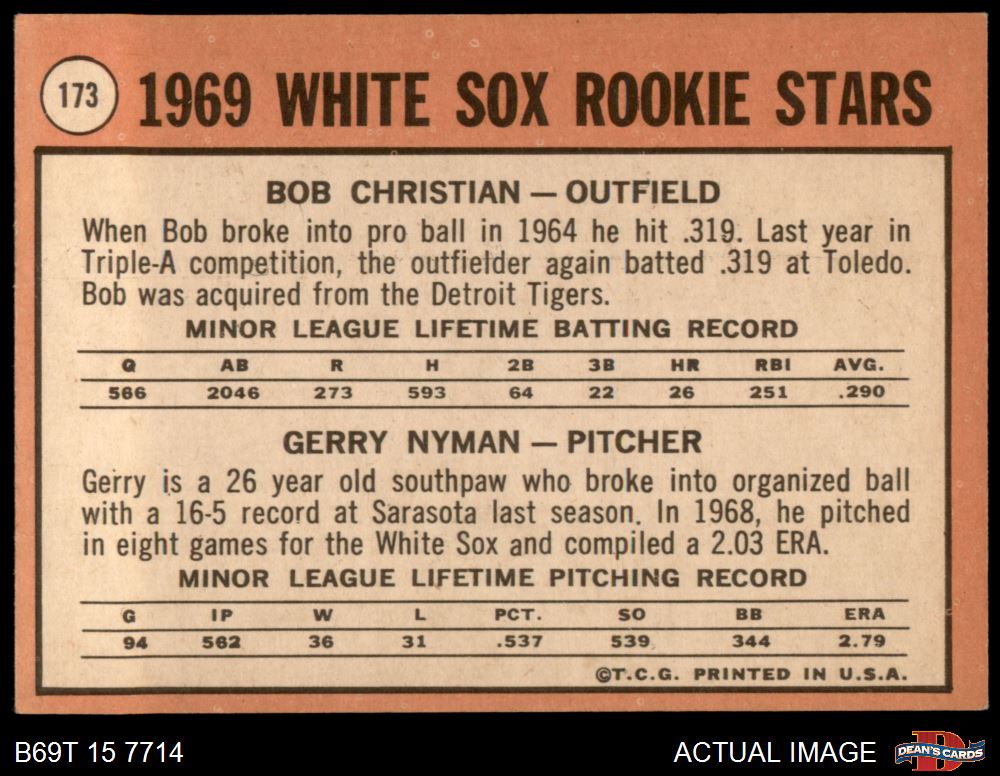 173
1969 WHITE SOX ROOKIE STARS
BOB CHRISTIAN — OUTFIELD
When Bob broke into pro ball in 1964 he hit .319. Last year in
Triple-A competition, the outfielder again batted .319 at Toledo.
Bob was acquired from the Detroit Tigers.
MINOR LEAGUE LIFETIME BATTING RECORD
G AB R H 2B 3B HR RBI AVG.
566 2046 273 593 64 22 26 251 .290
GERRY NYMAN — PITCHER
Gerry is a 26 year old southpaw who broke into organized ball
with a 16-5 record at Sarasota last season. In 1968, he pitched
in eight games for the White Sox and compiled a 2.03 ERA.
MINOR LEAGUE LIFETIME PITCHING RECORD
G IP W L PCT. SO BB ERA
94 562 36 31 .537 539 344 2.79
©T.C.G. PRINTED IN U.S.A.
B69T 15 7714
ACTUAL IMAGE
DEAN'S CARDS